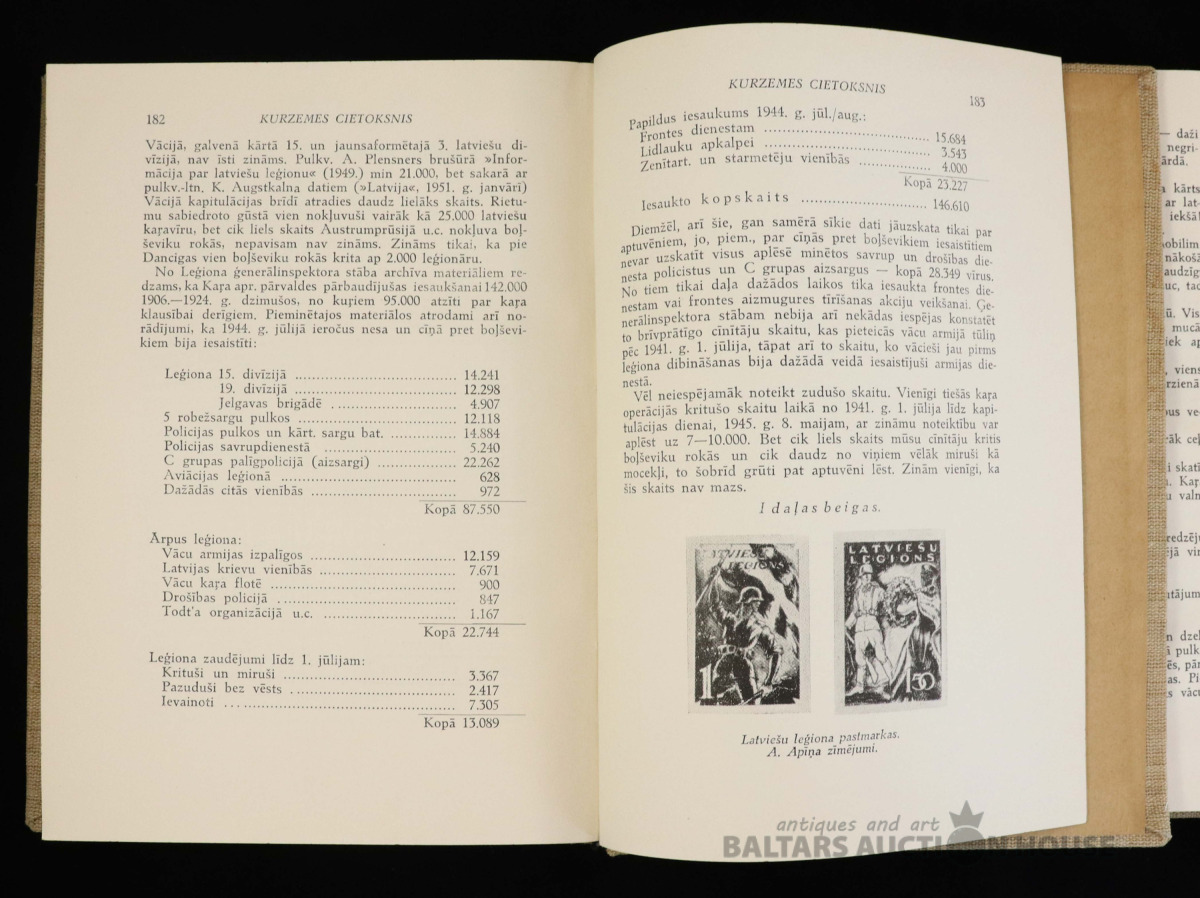 182 KURZEMES CIETOKSNIS
Vācijā, galvenā kārtā 15. un jaunsaformētajā 3. latviešu di-
vīzijā, nav īsti zināms. Pulkv. A. Plensners brušūrā »Infor-
mācija par latviešu leģionu« (1949.) min 21.000, bet sakarā ar
pulkv.-ltn. K. Augstkalna datiem (»Latvija«, 1951. g. janvārī)
Vācijā kapitulācijas brīdī atradies daudz lielāks skaits. Rietu-
mu sabiedroto gūstā vien nokļuvuši vairāk kā 25.000 latviešu
kaŗavīru, bet cik liels skaits Austrumprūsijā u.c. nokļuva boļ-
ševiku rokās, nepavisam nav zināms. Zināms tikai, ka pie
Dancigas vien boļševiku rokās krita ap 2.000 leģionāru.
No Leģiona ģenerālinspektora stāba archīva materiāliem re-
dzams, ka Kaŗa apr. pārvaldes pārbaudījušas iesaukšanai 142.000
1906.—1924. g. dzimušos, no kuŗiem 95.000 atzīti par kaŗa
klausībai derīgiem. Pieminētajos materiālos atrodami arī no-
rādījumi, ka 1944. g. jūlijā ieročus nesa un cīņā pret boļševi-
kiem bija iesaistīti:
Leģiona 15. divīzijā ........ 14.241
19. divīzijā ........ 12.298
Jelgavas brigādē ........ 4.907
5 robežsargu pulkos ........ 12.118
Policijas pulkos un kārt. sargu bat. ........ 14.884
Policijas savrupdienestā ........ 5.240
C grupas palīgpolicijā (aizsargi) ........ 22.262
Aviācijas leģionā ........ 628
Dažādās citās vienībās ........ 972
Kopā 87.550
Ārpus leģiona:
Vācu armijas izpalīgos ........ 12.159
Latvijas krievu vienībās ........ 7.671
Vācu kaŗa flotē ........ 900
Drošības policijā ........ 847
Todt'a organizācijā u.c. ........ 1.167
Kopā 22.744
Leģiona zaudējumi līdz 1. jūlijam:
Krituši un miruši ........ 3.367
Pazuduši bez vēsts ........ 2.417
Ievainoti ........ 7.305
Kopā 13.089
KURZEMES CIETOKSNIS 183
Papildus iesaukums 1944. g. jūl./aug.:
Frontes dienestam ........ 15.684
Lidlauku apkalpei ........ 3.543
Zenītart. un starmetēju vienībās ........ 4.000
Kopā 23.227
Iesaukto kopskaits ........ 146.610
Diemžēl, arī šie, gan samērā sīkie dati jāuzskata tikai par
aptuvēniem, jo, piem., par cīņās pret boļševikiem iesaistītiem
nevar uzskatīt visus aplēsē minētos savrup un drošības die-
nesta policistus un C grupas aizsargus — kopā 28.349 vīrus.
No tiem tikai daļa dažādos laikos tika iesaukta frontes die-
nestam vai frontes aizmugures tīrīšanas akciju veikšanai. Ģe-
nerālinspektora stābam nebija arī nekādas iespējas konstatēt
to brīvprātīgo cīnītāju skaitu, kas pieteicās vācu armijā tūliņ
pēc 1941. g. 1. jūlija, tāpat arī to skaitu, ko vācieši jau pirms
leģiona dibināšanas bija dažādā veidā iesaistījuši armijas die-
nestā.
Vēl neiespējamāk noteikt zudušo skaitu. Vienīgi tiešās kaŗa
operācijās kritušo skaitu laikā no 1941. g. 1. jūlija līdz kapi-
tulācijas dienai, 1945. g. 8. maijam, ar zināmu noteiktību var
aplēst uz 7—10.000. Bet cik liels skaits mūsu cīnītāju kritis
boļševiku rokās un cik daudz no viņiem vēlāk miruši kā
mocekļi, to šobrīd grūti pat aptuvēni lēst. Zinām vienīgi, ka
šis skaits nav mazs.
I daļas beigas.
LATVIEŠU
LEGIONS
1
LATVIEŠU
LEGIONS
1 50
Latviešu leģiona pastmarkas.
A. Apiņa zīmējumi.
— daži
negri-
ārdā.
kārts
ar lat-
iekšāl
antiques and art
BALTARS AUCTION HOUSE